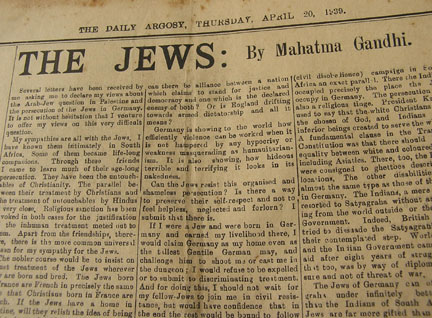 THE DAILY ARGOSY, THURSDAY, APRIL 20, 1939.
THE JEWS: By Mahatma Gandhi.
Several letters have been received by
me asking me to declare my views about
the Arab-Jew question in Palestine and
the persecution of the Jews in Germany.
It is not without hesitation that I venture
to offer my views on this very difficult
question.
My sympathies are all with the Jews. I
have known them intimately in South
Africa. Some of them became life-long
companions. Through these friends
I came to learn much of their age-long
persecution. They have been the untouch-
ables of Christianity. The parallel be-
tween their treatment by Christians and
the treatment of untouchables by Hindus
is very close. Religious sanction has been
invoked in both cases for the justification
of the inhuman treatment meted out to
them. Apart from the friendships, there-
fore, there is the more common universal
reason for my sympathy for the Jews.
The nobler course would be to insist on
a just treatment of the Jews wherever
they are born and bred. The Jews born
in France are French in precisely the same
sense that Christians born in France are
French. If the Jews have a home in
Palestine, will they relish the idea of being
can there be alliance between a nation
which claims to stand for justice and
democracy and one which is the declared
enemy of both? Or is England drifting
towards armed dictatorship and all it
means?
Germany is showing to the world how
efficiently violence can be worked when it
is not hampered by any hypocrisy or
weakness masquerading as humanitarian-
ism. It is also showing, how hideous
terrible and terrifying it looks in its
nakedness.
Can the Jews resist this organised and
shameless persecution? Is there a way
to preserve their self-respect and not to
feel helpless, neglected and forlorn? I
submit that there is.
If I were a Jew and were born in Ger-
many and earned my livelihood there, I
would claim Germany as my home even as
the tallest Gentile German may, and
challenge him to shoot me or cast me in
the dungeon; I would refuse to be expelled
or to submit to discriminating treatment.
And for doing this, I should not wait for
my fellow-Jews to join me in civil resis-
tance, but would have confidence that in
the end the rest would be bound to follow
(civil disobedience) campaign in
Africa an exact parallel. There the Ind
occupied precisely the place the J
occupy in Germany. The persecution
also a religious tinge. President K
used to say that the white Christians
the chosen of God, and Indians
inferior beings created to serve the w
A fundamental clause in the Tran
Constitution was that there should
equality between white and coloured
including Asiatics. There, too, the
were consigned to ghettoes descri
locations. The other disabilities
almost the same type as those of
in Germany. The Indians, a mere
resorted to Satyagraha without a
ing from the world outside or the
Government. Indeed, British
tried to dissuade the Satyagrah
their contemplated step. World
and the Indian Government cam
aid after eight years of strug
that too, was by way of diplom
sure and not of threat of war.
The Jews of Germany can of
graha under infinitely bet
than the Indians of South A
Jews are far more gifted than